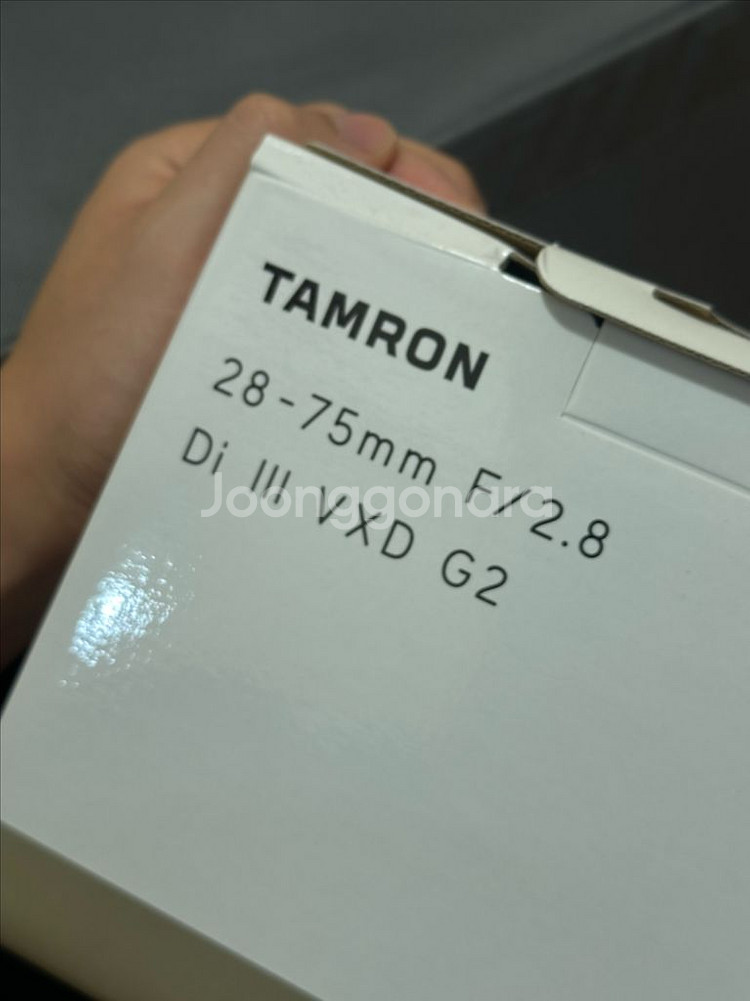 TAMRON
28-75mm F/2.8
Di III VXD G2
Joonggonara